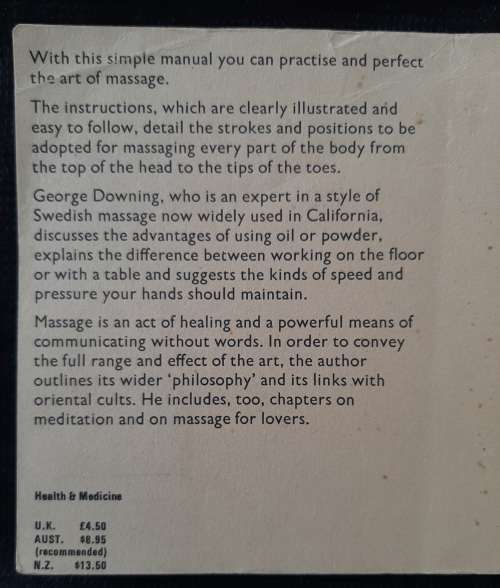 With this simple manual you can practise and perfect
the art of massage.
The instructions, which are clearly illustrated and
easy to follow, detail the strokes and positions to be
adopted for massaging every part of the body from
the top of the head to the tips of the toes.
George Downing, who is an expert in a style of
Swedish massage now widely used in California,
discusses the advantages of using oil or powder,
explains the difference between working on the floor
or with a table and suggests the kinds of speed and
pressure your hands should maintain.
Massage is an act of healing and a powerful means of
communicating without words. In order to convey
the full range and effect of the art, the author
outlines its wider ‘philosophy’ and its links with
oriental cults. He includes, too, chapters on
meditation and on massage for lovers.
Health & Medicine
U.K. £4.50
AUST. $8.95
(recommended)
N.Z. $13.50